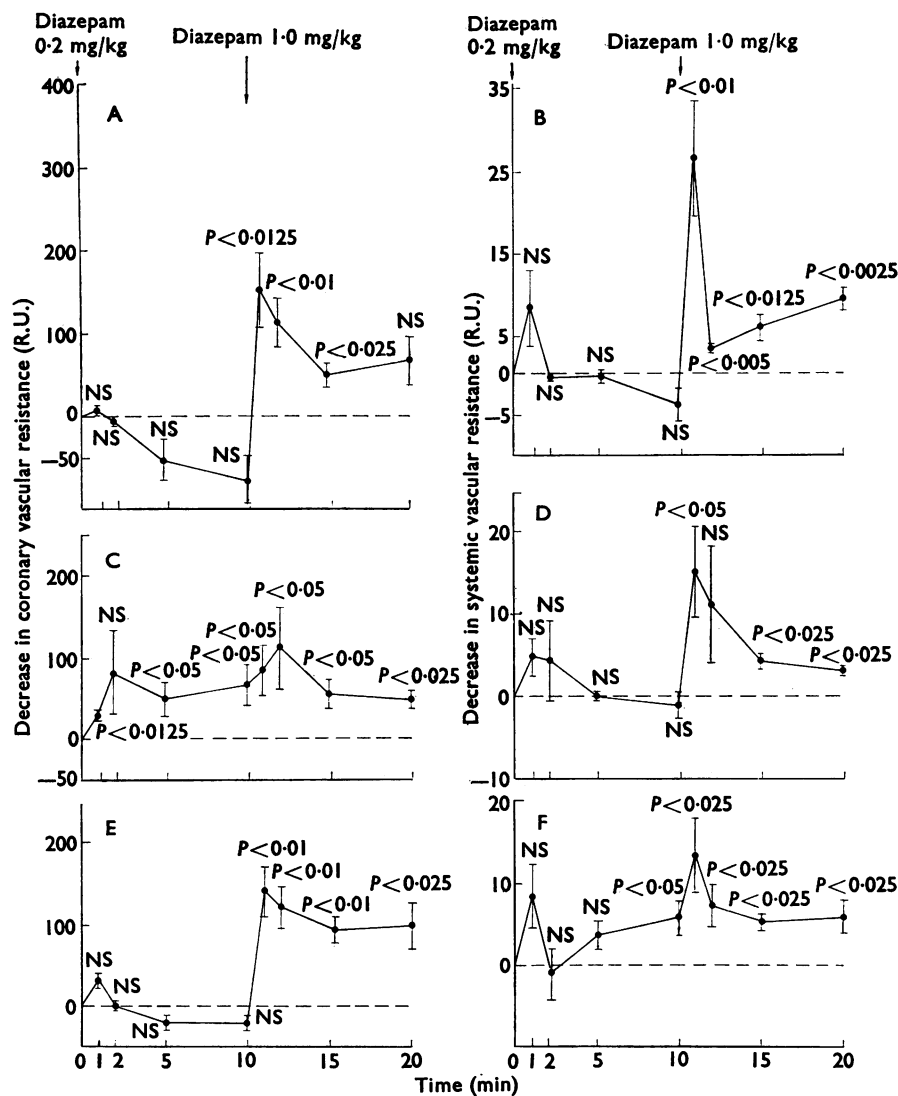 Diazepam
0·2 mg/kg
Diazepam 1·0 mg/kg
Diazepam
0·2 mg/kg
Diazepam 1·0 mg/kg
Decrease in coronary vascular resistance (R.U.)
A
400
300
200
100
0
—50
NS
NS
NS
NS
P<0·0125
P<0·01
P<0·025
NS
Decrease in systemic vascular resistance (R.U.)
B
35
25
15
5
0
—5
NS
NS
NS
NS
P<0·01
P<0·005
P<0·0125
P<0·0025
C
200
100
0
—50
P<0·0125
NS
P<0·05
P<0·05
P<0·05
P<0·05
P<0·05
P<0·025
D
20
10
0
—10
NS
NS
NS
NS
P<0·05
NS
P<0·025
P<0·025
E
200
100
0
NS
NS
NS
NS
P<0·01
P<0·01
P<0·01
P<0·025
0 1 2 5 10 15 20
F
20
10
0
NS
NS
NS
P<0·05
P<0·025
P<0·025
P<0·025
P<0·025
0 1 2 5 10 15 20
Time (min)